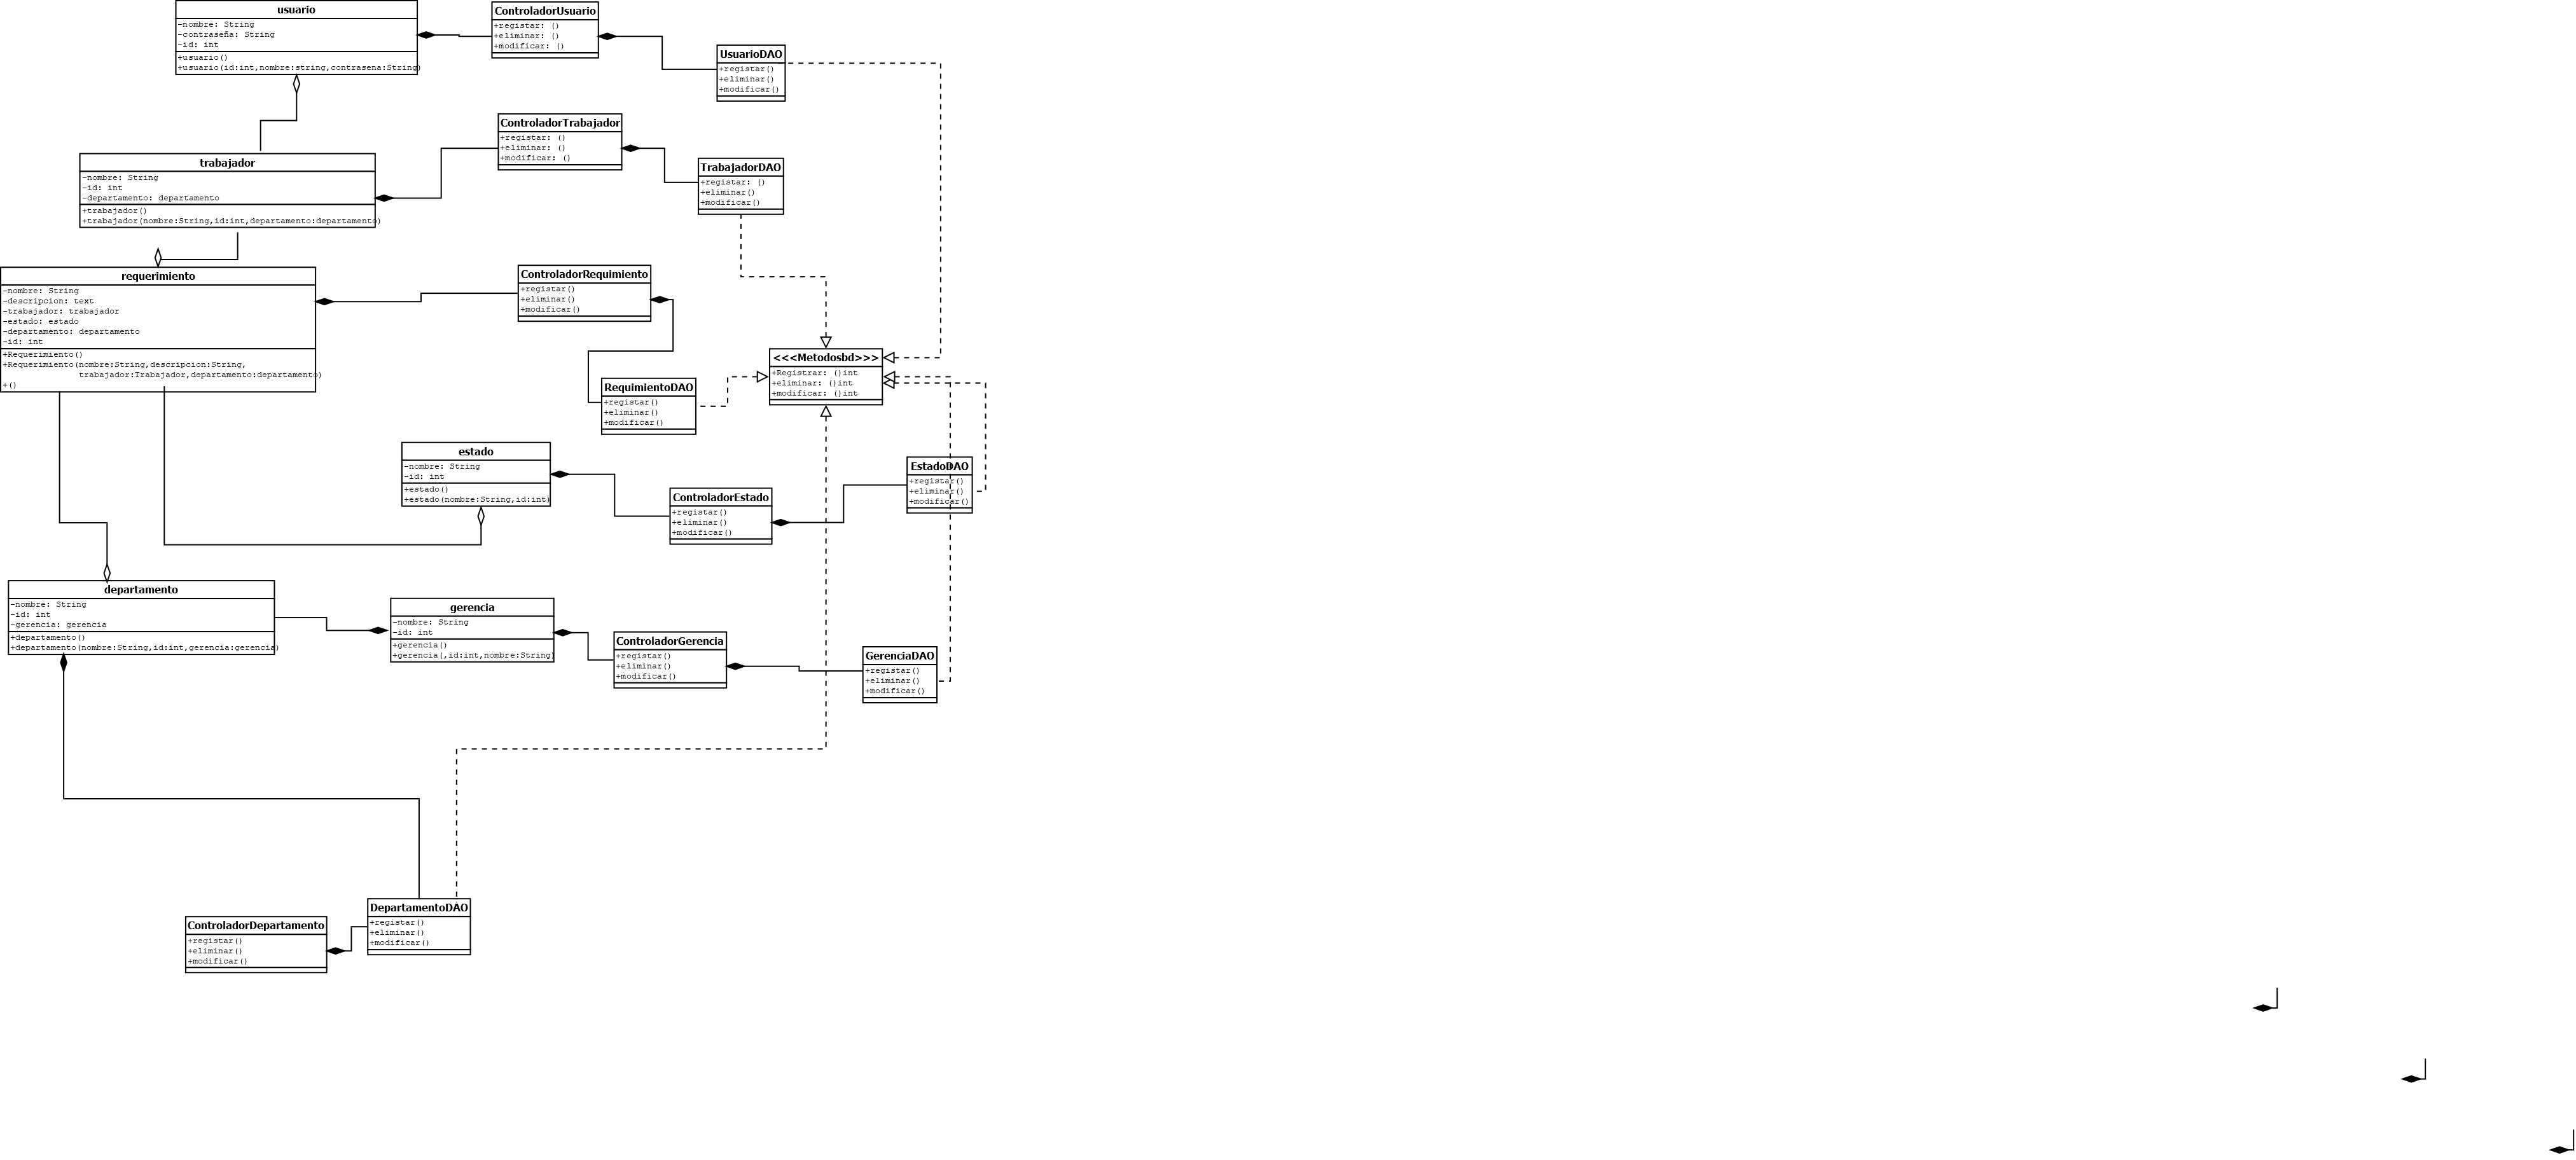 usuario
-nombre: String
-contraseña: String
-id: int
+usuario()
+usuario(id:int,nombre:string,contrasena:String)
ControladorUsuario
+registar: ()
+eliminar: ()
+modificar: ()
UsuarioDAO
+registar()
+eliminar()
+modificar()
ControladorTrabajador
+registar: ()
+eliminar: ()
+modificar: ()
trabajador
-nombre: String
-id: int
-departamento: departamento
+trabajador()
+trabajador(nombre:String,id:int,departamento:departamento)
TrabajadorDAO
+registar: ()
+eliminar()
+modificar()
requerimiento
-nombre: String
-descripcion: text
-trabajador: trabajador
-estado: estado
-departamento: departamento
-id: int
+Requerimiento()
+Requerimiento(nombre:String,descripcion:String,
trabajador:Trabajador,departamento:departamento)
+()
ControladorRequimiento
+registar()
+eliminar()
+modificar()
<<<Metodosbd>>>
+Registrar: ()int
+eliminar: ()int
+modificar: ()int
RequimientoDAO
+registar()
+eliminar()
+modificar()
estado
-nombre: String
-id: int
+estado()
+estado(nombre:String,id:int)
ControladorEstado
+registar()
+eliminar()
+modificar()
EstadoDAO
+registar()
+eliminar()
+modificar()
departamento
-nombre: String
-id: int
-gerencia: gerencia
+departamento()
+departamento(nombre:String,id:int,gerencia:gerencia)
gerencia
-nombre: String
-id: int
+gerencia()
+gerencia(,id:int,nombre:String)
ControladorGerencia
+registar()
+eliminar()
+modificar()
GerenciaDAO
+registar()
+eliminar()
+modificar()
DepartamentoDAO
+registar()
+eliminar()
+modificar()
ControladorDepartamento
+registar()
+eliminar()
+modificar()